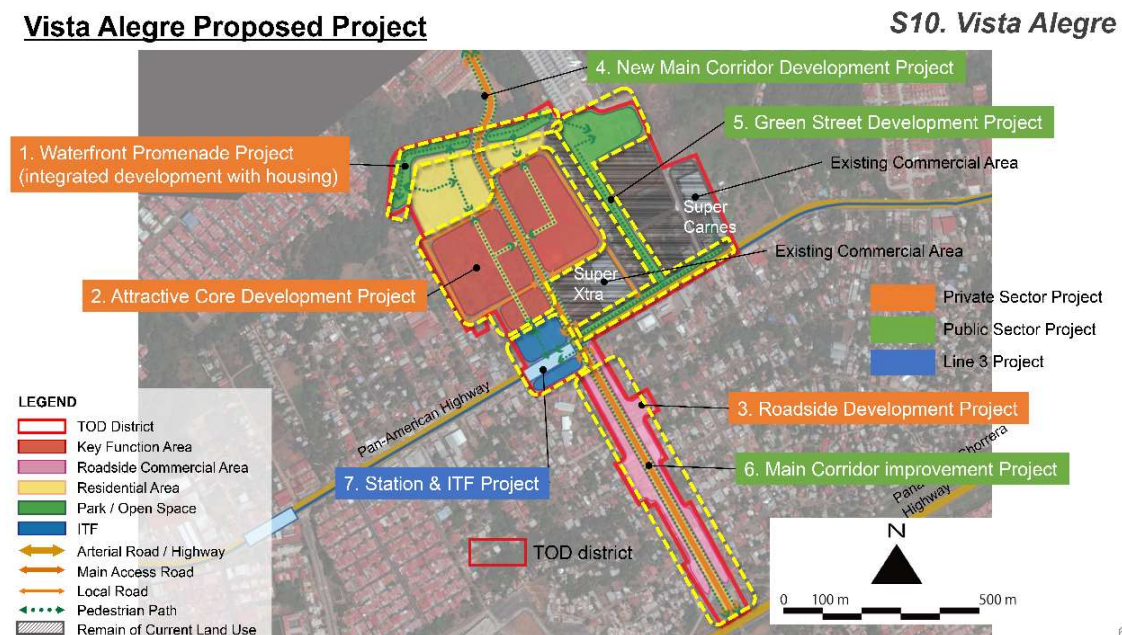 Vista Alegre Proposed Project
S10. Vista Alegre
4. New Main Corridor Development Project
5. Green Street Development Project
1. Waterfront Promenade Project
(integrated development with housing)
Existing Commercial Area
Super
Carnes
Existing Commercial Area
Super
Xtra
2. Attractive Core Development Project
Private Sector Project
Public Sector Project
Line 3 Project
Pan-American Highway
3. Roadside Development Project
Chorrera
Highway
6. Main Corridor improvement Project
7. Station & ITF Project
LEGEND
TOD District
Key Function Area
Roadside Commercial Area
Residential Area
Park / Open Space
ITF
Arterial Road / Highway
Main Access Road
Local Road
Pedestrian Path
Remain of Current Land Use
TOD district
N
0 100 m 500 m